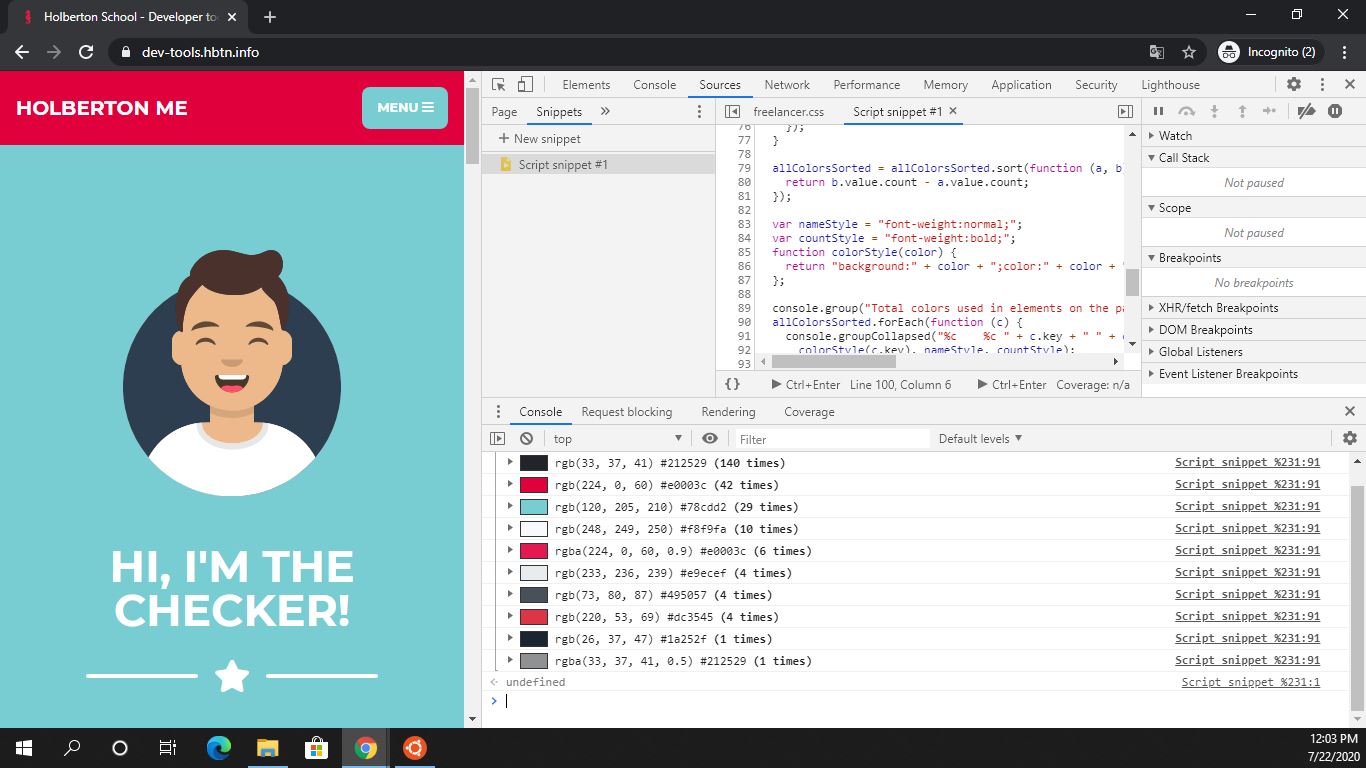 Holberton School - Developer to
dev-tools.hbtn.info
Incognito (2)
HOLBERTON ME
MENU
HI, I'M THE
CHECKER!
Elements Console Sources Network Performance Memory Application Security Lighthouse
Page Snippets
New snippet
Script snippet #1
freelancer.css Script snippet #1
76 });
77 }
78
79 allColorsSorted = allColorsSorted.sort(function (a, b
80 return b.value.count - a.value.count;
81 });
82
83 var nameStyle = "font-weight:normal;";
84 var countStyle = "font-weight:bold;";
85 function colorStyle(color) {
86 return "background:" + color + ";color:" + color + "
87 };
88
89 console.group("Total colors used in elements on the pa
90 allColorsSorted.forEach(function (c) {
91 console.groupCollapsed("%c %c " + c.key + " " +
92 colorStyle(c.key), nameStyle, countStyle);
93
{} Ctrl+Enter Line 100, Column 6 Ctrl+Enter Coverage: n/a
Watch
Call Stack
Not paused
Scope
Not paused
Breakpoints
No breakpoints
XHR/fetch Breakpoints
DOM Breakpoints
Global Listeners
Event Listener Breakpoints
Console Request blocking Rendering Coverage
top Filter Default levels
rgb(33, 37, 41) #212529 (140 times) Script snippet %231:91
rgb(224, 0, 60) #e0003c (42 times) Script snippet %231:91
rgb(120, 205, 210) #78cdd2 (29 times) Script snippet %231:91
rgb(248, 249, 250) #f8f9fa (10 times) Script snippet %231:91
rgba(224, 0, 60, 0.9) #e0003c (6 times) Script snippet %231:91
rgb(233, 236, 239) #e9ecef (4 times) Script snippet %231:91
rgb(73, 80, 87) #495057 (4 times) Script snippet %231:91
rgb(220, 53, 69) #dc3545 (4 times) Script snippet %231:91
rgb(26, 37, 47) #1a252f (1 times) Script snippet %231:91
rgba(33, 37, 41, 0.5) #212529 (1 times) Script snippet %231:91
undefined Script snippet %231:1
12:03 PM
7/22/2020